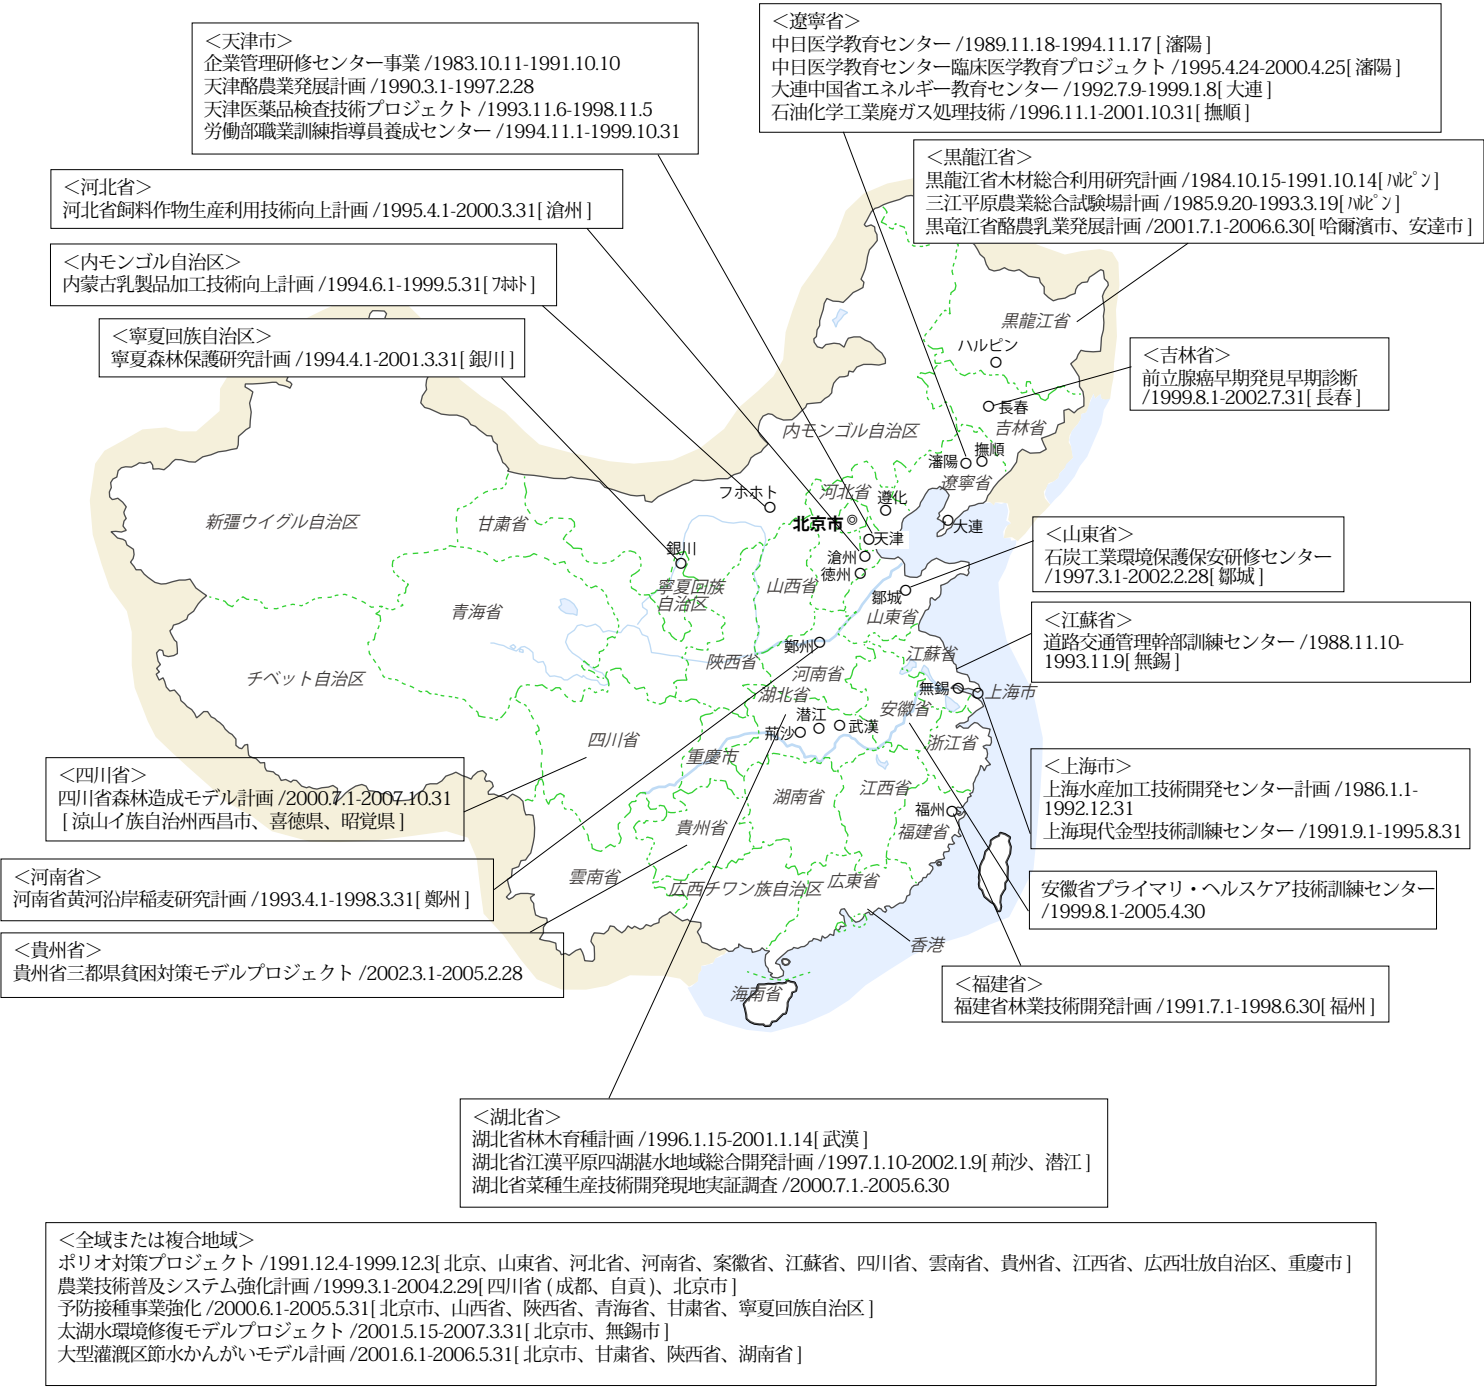 ＜天津市＞
企業管理研修センター事業 /1983.10.11-1991.10.10
天津酪農業発展計画 /1990.3.1-1997.2.28
天津医薬品検査技術プロジェクト /1993.11.6-1998.11.5
労働部職業訓練指導員養成センター /1994.11.1-1999.10.31
＜遼寧省＞
中日医学教育センター /1989.11.18-1994.11.17 [ 瀋陽 ]
中日医学教育センター臨床医学教育プロジュクト /1995.4.24-2000.4.25[ 瀋陽 ]
大連中国省エネルギー教育センター /1992.7.9-1999.1.8[ 大連 ]
石油化学工業廃ガス処理技術 /1996.11.1-2001.10.31[ 撫順 ]
＜黒龍江省＞
黒龍江省木材総合利用研究計画 /1984.10.15-1991.10.14[ ﾊﾙﾋﾟﾝ ]
三江平原農業総合試験場計画 /1985.9.20-1993.3.19[ ﾊﾙﾋﾟﾝ ]
黒竜江省酪農乳業発展計画 /2001.7.1-2006.6.30[ 哈爾濱市、安達市 ]
＜河北省＞
河北省飼料作物生産利用技術向上計画 /1995.4.1-2000.3.31[ 滄州 ]
＜内モンゴル自治区＞
内蒙古乳製品加工技術向上計画 /1994.6.1-1999.5.31[ ﾌﾎﾎﾄ ]
＜寧夏回族自治区＞
寧夏森林保護研究計画 /1994.4.1-2001.3.31[ 銀川 ]
＜吉林省＞
前立腺癌早期発見早期診断
/1999.8.1-2002.7.31[ 長春 ]
黒龍江省
ハルピン
長春
吉林省
内モンゴル自治区
撫順
瀋陽
遼寧省
フホホト
河北省
遵化
北京市
大連
天津
新疆ウイグル自治区
甘粛省
銀川
滄州
徳州
寧夏回族
自治区
山西省
鄒城
山東省
青海省
鄭州
陝西省
河南省
江蘇省
チベット自治区
湖北省
無錫
上海市
潜江
荊沙
武漢
安徽省
浙江省
四川省
重慶市
湖南省
江西省
福州
福建省
貴州省
雲南省
広西チワン族自治区
広東省
香港
海南省
＜山東省＞
石炭工業環境保護保安研修センター
/1997.3.1-2002.2.28[ 鄒城 ]
＜江蘇省＞
道路交通管理幹部訓練センター /1988.11.10-
1993.11.9[ 無錫 ]
＜上海市＞
上海水産加工技術開発センター計画 /1986.1.1-
1992.12.31
上海現代金型技術訓練センター /1991.9.1-1995.8.31
安徽省プライマリ・ヘルスケア技術訓練センター
/1999.8.1-2005.4.30
＜福建省＞
福建省林業技術開発計画 /1991.7.1-1998.6.30[ 福州 ]
＜四川省＞
四川省森林造成モデル計画 /2000.7.1-2007.10.31
[ 涼山イ族自治州西昌市、喜徳県、昭覚県 ]
＜河南省＞
河南省黄河沿岸稲麦研究計画 /1993.4.1-1998.3.31[ 鄭州 ]
＜貴州省＞
貴州省三都県貧困対策モデルプロジェクト /2002.3.1-2005.2.28
＜湖北省＞
湖北省林木育種計画 /1996.1.15-2001.1.14[ 武漢 ]
湖北省江漢平原四湖湛水地域総合開発計画 /1997.1.10-2002.1.9[ 荊沙、潜江 ]
湖北省菜種生産技術開発現地実証調査 /2000.7.1.-2005.6.30
＜全域または複合地域＞
ポリオ対策プロジェクト /1991.12.4-1999.12.3[ 北京、山東省、河北省、河南省、案徽省、江蘇省、四川省、雲南省、貴州省、江西省、広西壮放自治区、重慶市 ]
農業技術普及システム強化計画 /1999.3.1-2004.2.29[ 四川省 ( 成都、自貢 )、北京市 ]
予防接種事業強化 /2000.6.1-2005.5.31[ 北京市、山西省、陝西省、青海省、甘粛省、寧夏回族自治区 ]
太湖水環境修復モデルプロジェクト /2001.5.15-2007.3.31[ 北京市、無錫市 ]
大型灌漑区節水かんがいモデル計画 /2001.6.1-2006.5.31[ 北京市、甘粛省、陝西省、湖南省 ]